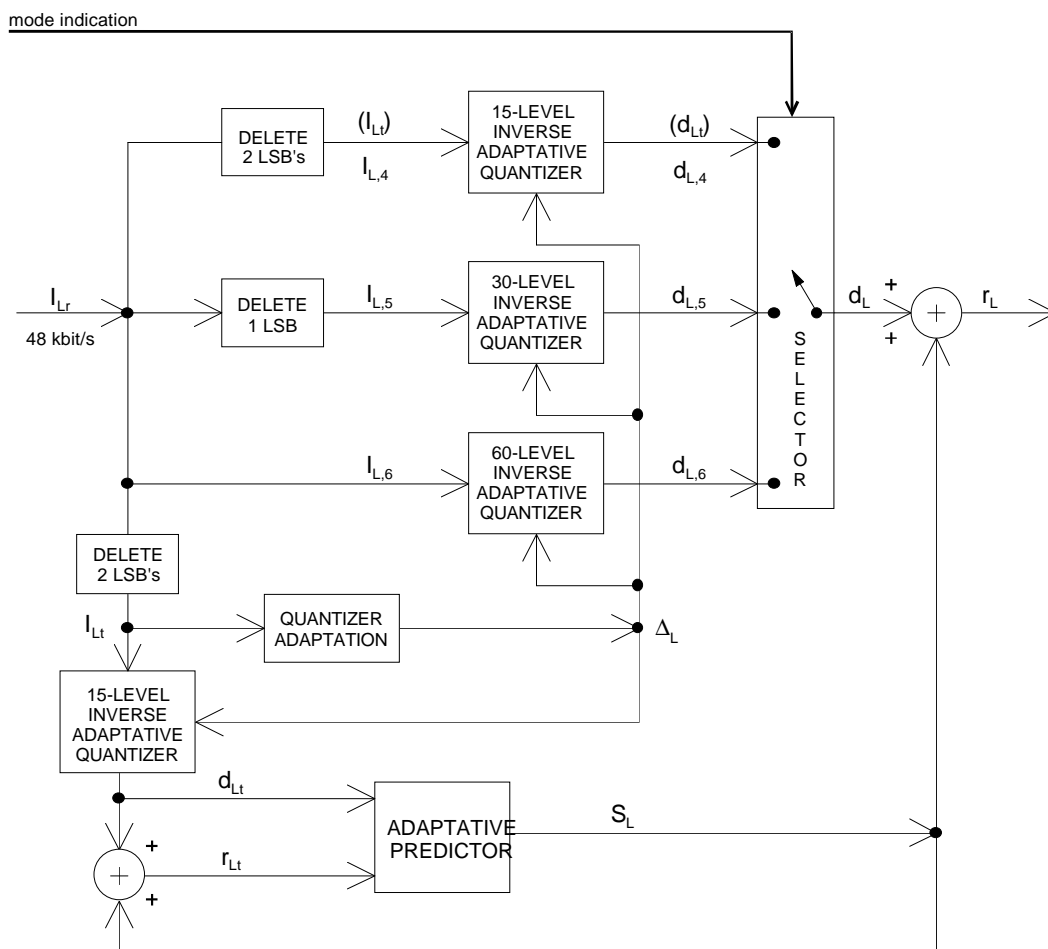 mode indication
DELETE
2 LSB's
(I_Lt)
I_L,4
15-LEVEL
INVERSE
ADAPTATIVE
QUANTIZER
(d_Lt)
d_L,4
I_Lr
48 kbit/s
DELETE
1 LSB
I_L,5
30-LEVEL
INVERSE
ADAPTATIVE
QUANTIZER
d_L,5
SELECTOR
d_L
+
+
+
r_L
I_L,6
60-LEVEL
INVERSE
ADAPTATIVE
QUANTIZER
d_L,6
DELETE
2 LSB's
I_Lt
QUANTIZER
ADAPTATION
Δ_L
15-LEVEL
INVERSE
ADAPTATIVE
QUANTIZER
d_Lt
ADAPTATIVE
PREDICTOR
S_L
+
+
+
r_Lt